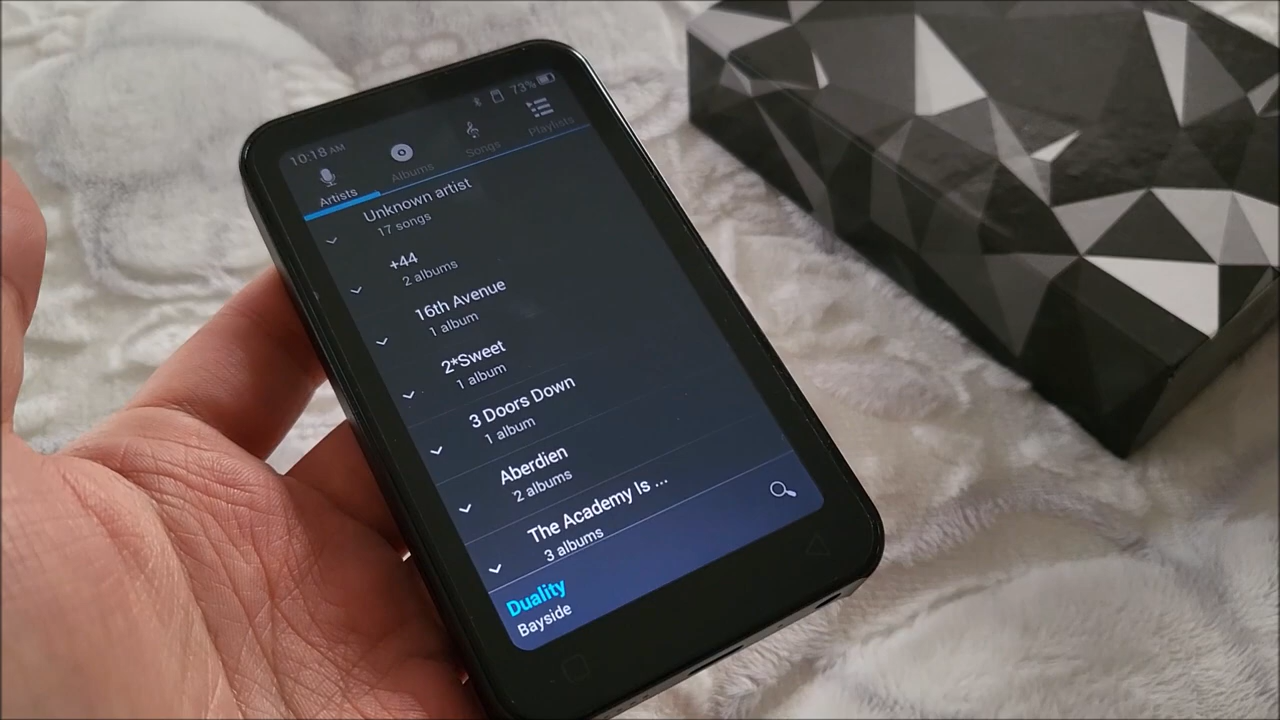 10:18 AM
73%
Artists
Albums
Songs
Playlists
Unknown artist
17 songs
+44
2 albums
16th Avenue
1 album
2*Sweet
1 album
3 Doors Down
1 album
Aberdien
2 albums
The Academy Is ...
3 albums
Duality
Bayside